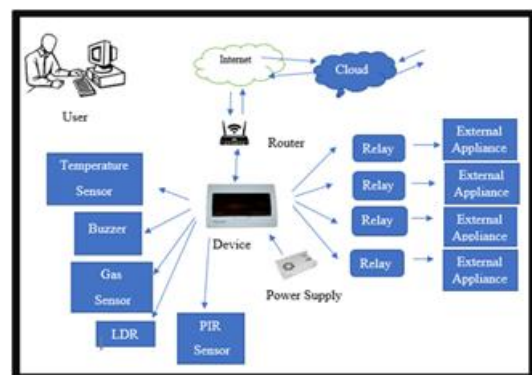 Internet
Cloud
User
Router
Temperature
Sensor
Buzzer
Gas
Sensor
LDR
PIR
Sensor
Device
Power Supply
Relay
External
Appliance
Relay
External
Appliance
Relay
External
Appliance
Relay
External
Appliance